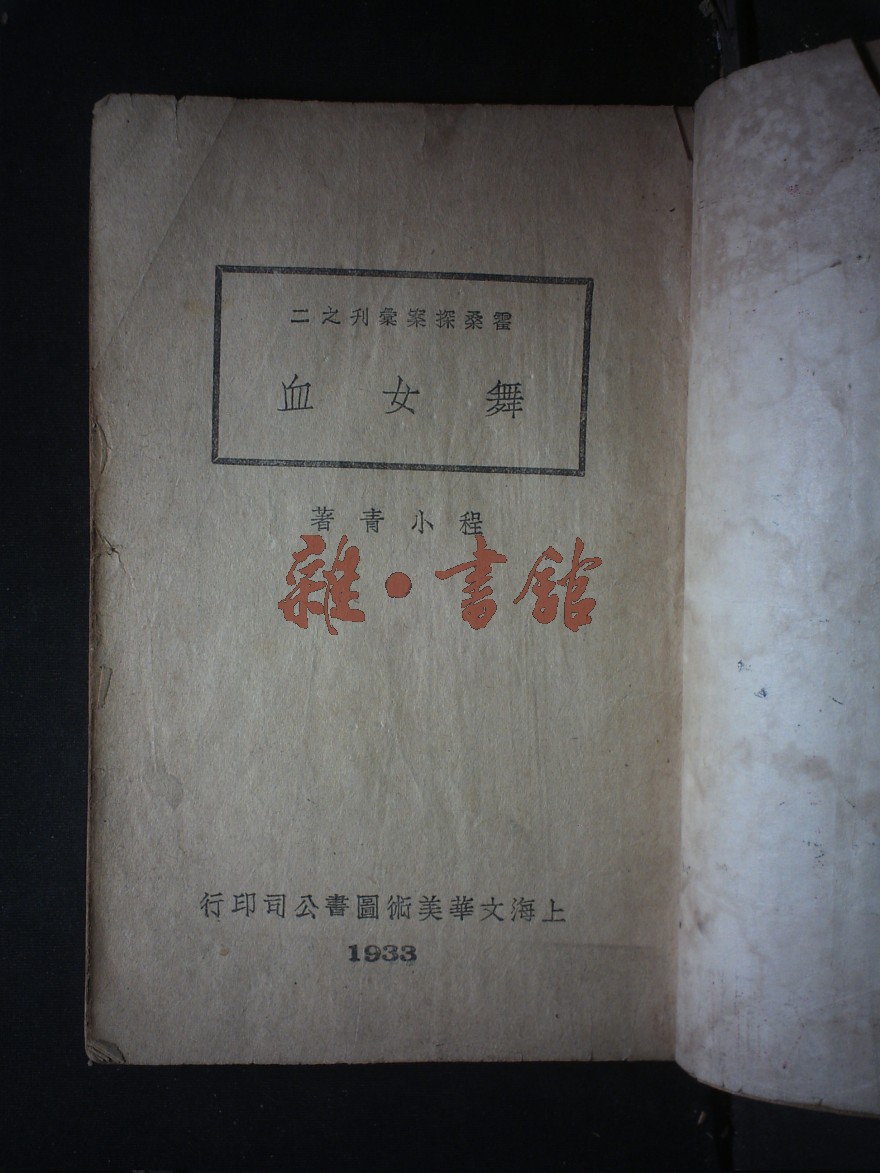 霍桑探案彙刊之二
舞女血
程小青著
雜·書館
上海文華美術圖書公司印行
1933